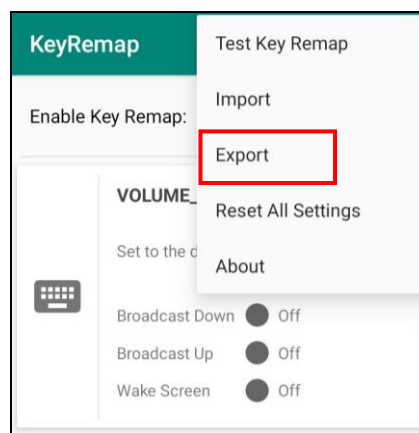 KeyRemap
Test Key Remap
Import
Export
Reset All Settings
About
Enable Key Remap:
VOLUME_
Set to the d
Broadcast Down Off
Broadcast Up Off
Wake Screen Off